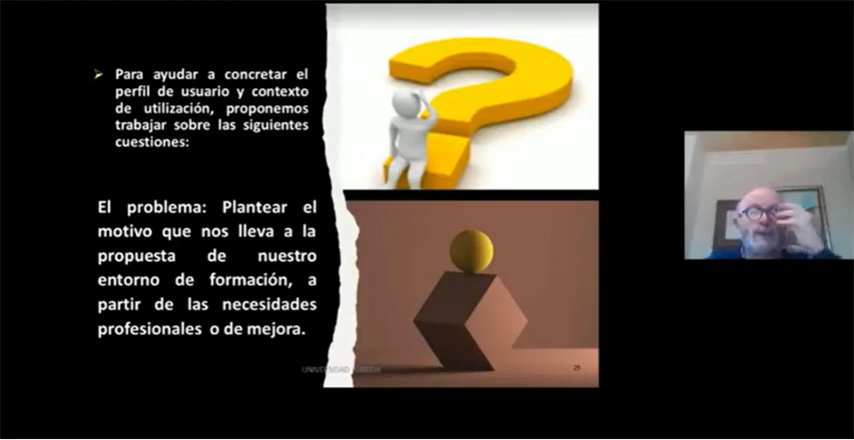 Para ayudar a concretar el
perfil de usuario y contexto
de utilización, proponemos
trabajar sobre las siguientes
cuestiones:
El problema: Plantear el
motivo que nos lleva a la
propuesta de nuestro
entorno de formación, a
partir de las necesidades
profesionales o de mejora.
UNIVERSIDAD
25